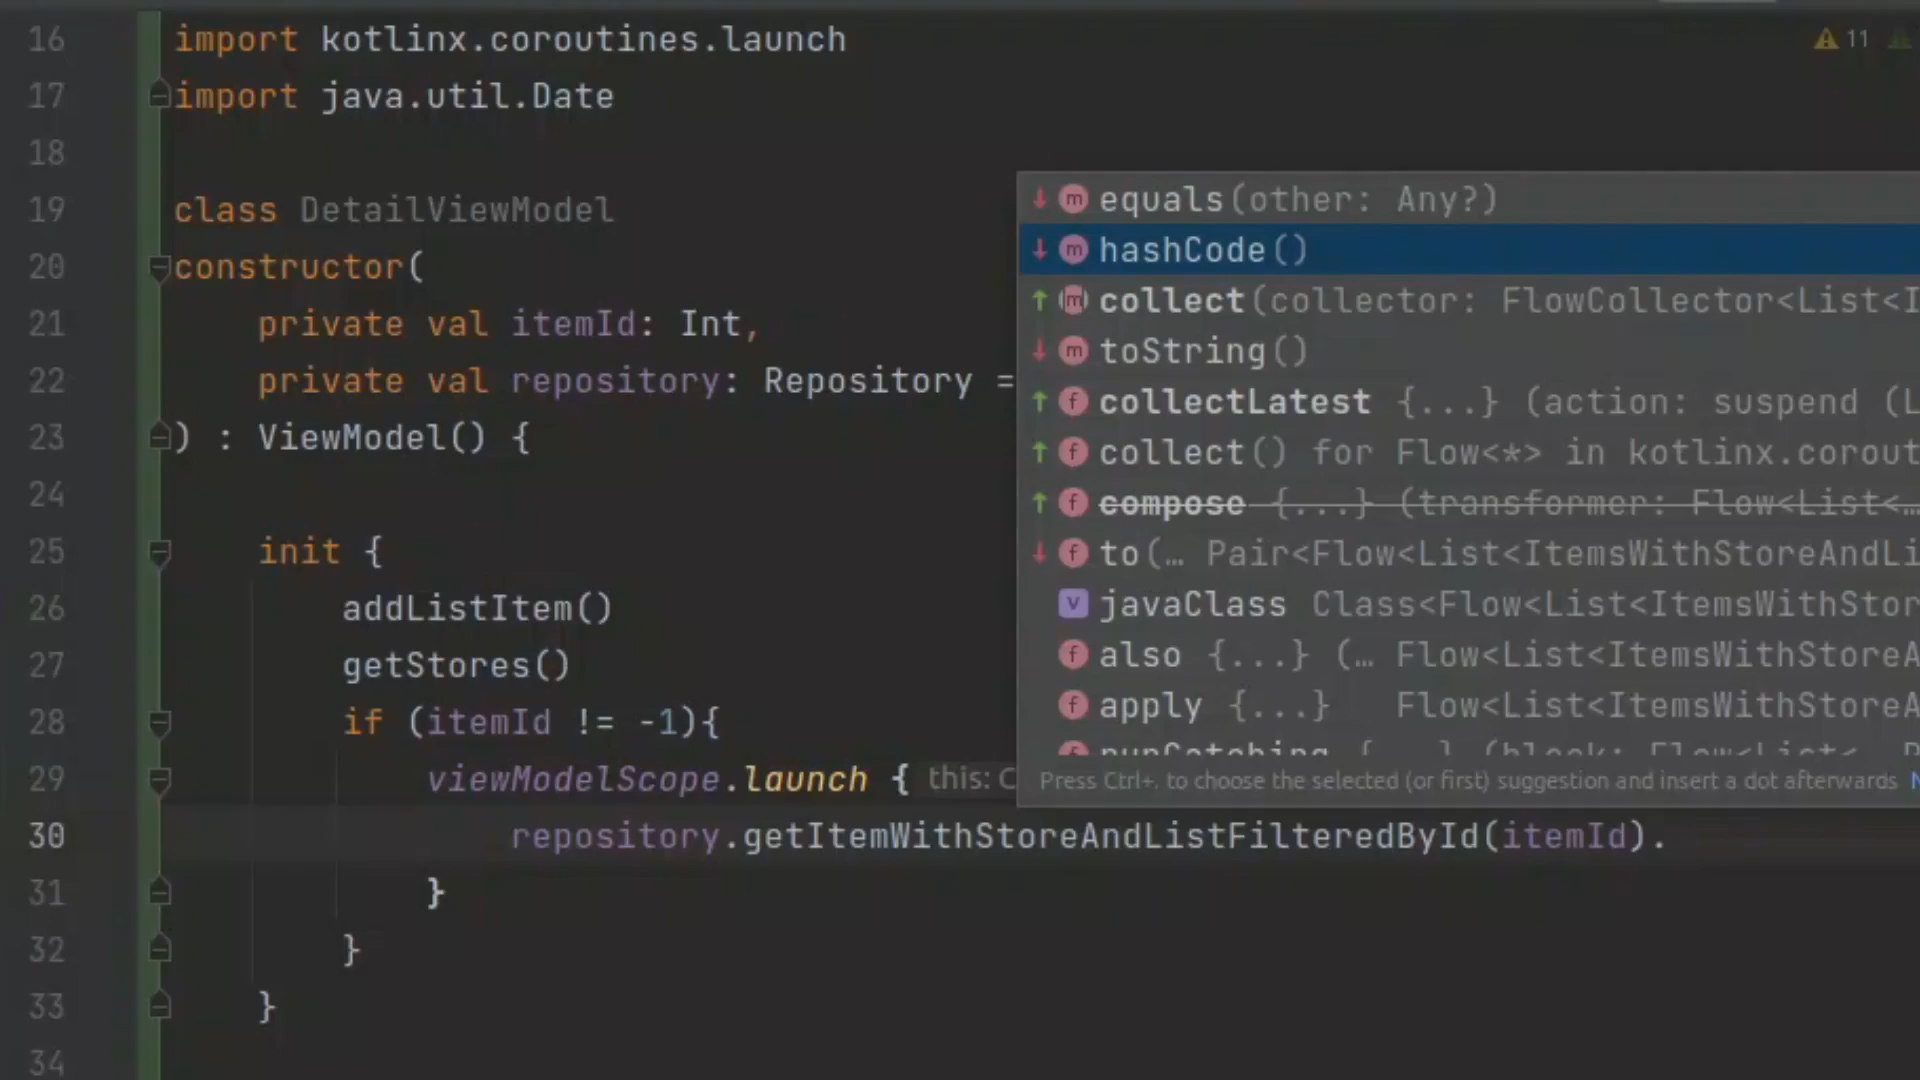 16 import kotlinx.coroutines.launch
17 import java.util.Date
18
19 class DetailViewModel
20 constructor(
21 private val itemId: Int,
22 private val repository: Repository =
23 ) : ViewModel() {
24
25 init {
26 addListItem()
27 getStores()
28 if (itemId != -1){
29 viewModelScope.launch { this: C
30 repository.getItemWithStoreAndListFilteredById(itemId).
31 }
32 }
33 }
34
11
equals(other: Any?)
hashCode()
collect(collector: FlowCollector<List<I
toString()
collectLatest {...} (action: suspend (L
collect() for Flow<*> in kotlinx.corout
compose {...} (transformer: Flow<List<…
to(… Pair<Flow<List<ItemsWithStoreAndLi
javaClass Class<Flow<List<ItemsWithStor
also {...} (… Flow<List<ItemsWithStoreA
apply {...} Flow<List<ItemsWithStoreA
runCatching {...} (block: Flow<List<…
Press Ctrl+. to choose the selected (or first) suggestion and insert a dot afterwards